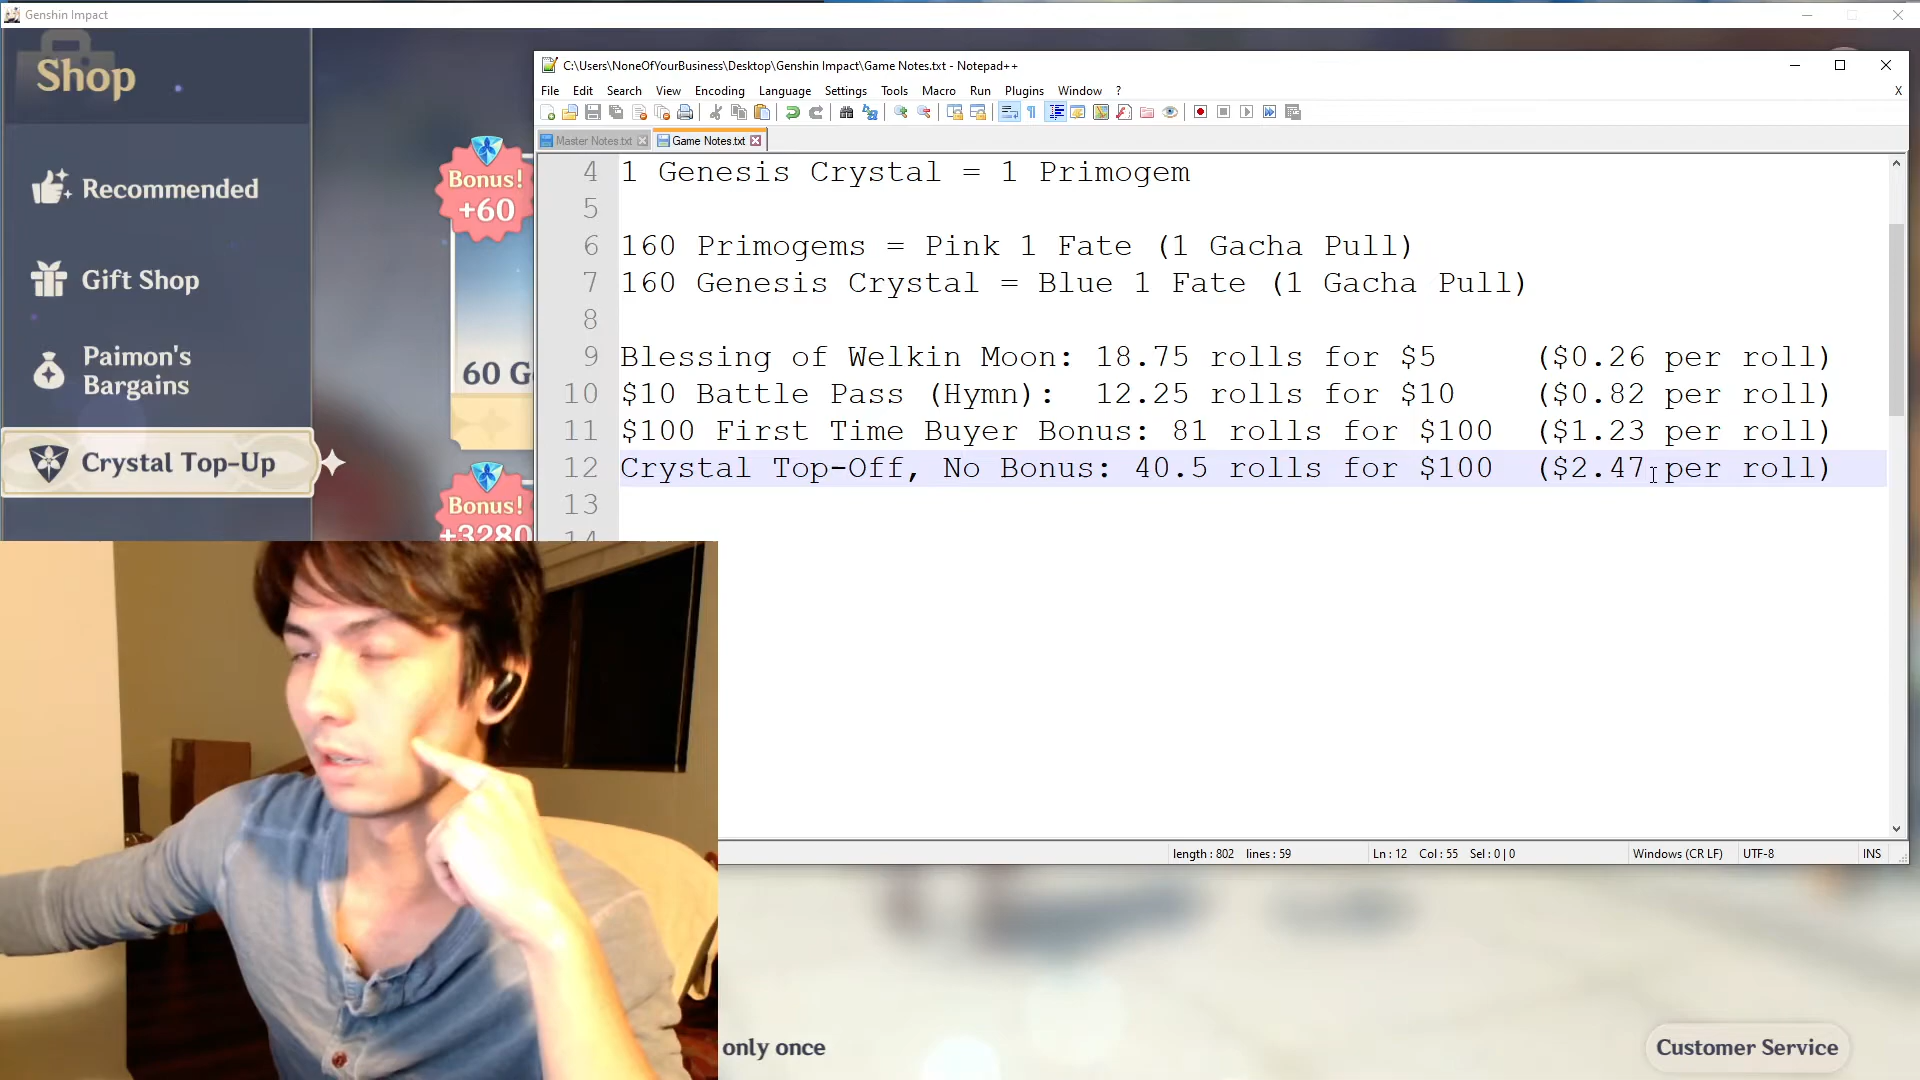 Genshin Impact
Shop
Recommended
Gift Shop
Paimon's
Bargains
Crystal Top-Up
Bonus!
+60
60 G
Bonus!
+3280
C:\Users\NoneOfYourBusiness\Desktop\Genshin Impact\Game Notes.txt - Notepad++
File Edit Search View Encoding Language Settings Tools Macro Run Plugins Window ? X
Master Notes.txt Game Notes.txt
4 1 Genesis Crystal = 1 Primogem
5
6 160 Primogems = Pink 1 Fate (1 Gacha Pull)
7 160 Genesis Crystal = Blue 1 Fate (1 Gacha Pull)
8
9 Blessing of Welkin Moon: 18.75 rolls for $5 ($0.26 per roll)
10 $10 Battle Pass (Hymn): 12.25 rolls for $10 ($0.82 per roll)
11 $100 First Time Buyer Bonus: 81 rolls for $100 ($1.23 per roll)
12 Crystal Top-Off, No Bonus: 40.5 rolls for $100 ($2.47 per roll)
13
14
length : 802 lines : 59 Ln : 12 Col : 55 Sel : 0 | 0 Windows (CR LF) UTF-8 INS
only once
Customer Service